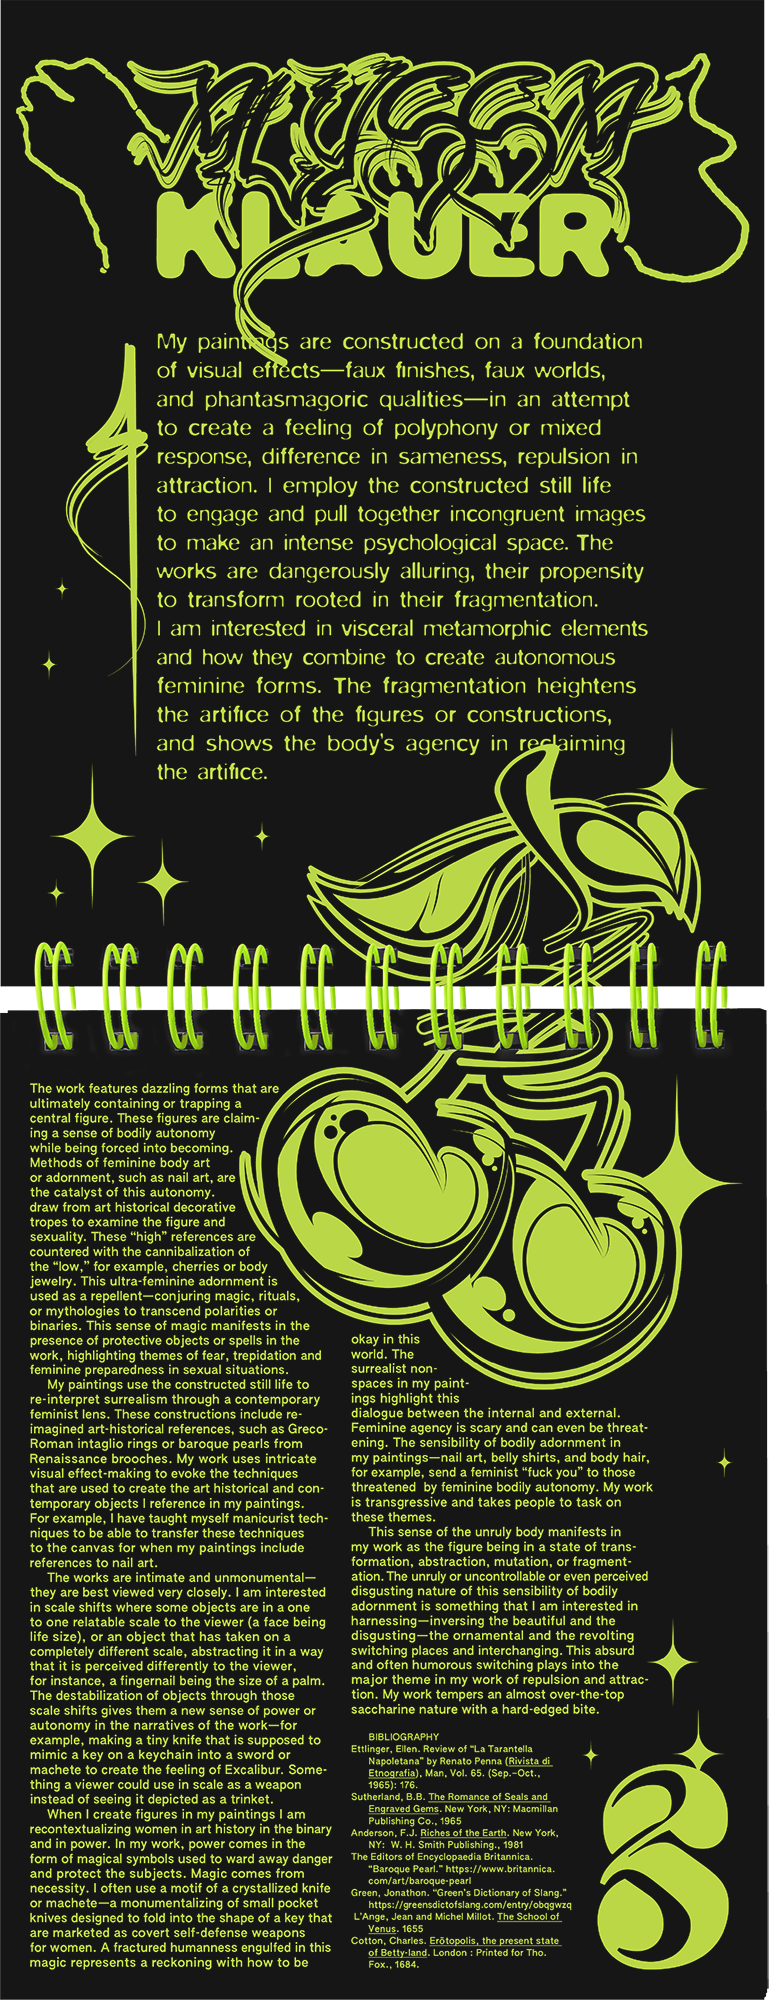 ALYSSA
KLAUER
My paintings are constructed on a foundation
of visual effects—faux finishes, faux worlds,
and phantasmagoric qualities—in an attempt
to create a feeling of polyphony or mixed
response, difference in sameness, repulsion in
attraction. I employ the constructed still life
to engage and pull together incongruent images
to make an intense psychological space. The
works are dangerously alluring, their propensity
to transform rooted in their fragmentation.
I am interested in visceral metamorphic elements
and how they combine to create autonomous
feminine forms. The fragmentation heightens
the artifice of the figures or constructions,
and shows the body's agency in reclaiming
the artifice.
The work features dazzling forms that are
ultimately containing or trapping a
central figure. These figures are claim-
ing a sense of bodily autonomy
while being forced into becoming.
Methods of feminine body art
or adornment, such as nail art, are
the catalyst of this autonomy.
draw from art historical decorative
tropes to examine the figure and
sexuality. These “high” references are
countered with the cannibalization of
the “low,” for example, cherries or body
jewelry. This ultra-feminine adornment is
used as a repellent—conjuring magic, rituals,
or mythologies to transcend polarities or
binaries. This sense of magic manifests in the
presence of protective objects or spells in the
work, highlighting themes of fear, trepidation and
feminine preparedness in sexual situations.
My paintings use the constructed still life to
re-interpret surrealism through a contemporary
feminist lens. These constructions include re-
imagined art-historical references, such as Greco-
Roman intaglio rings or baroque pearls from
Renaissance brooches. My work uses intricate
visual effect-making to evoke the techniques
that are used to create the art historical and con-
temporary objects I reference in my paintings.
For example, I have taught myself manicurist tech-
niques to be able to transfer these techniques
to the canvas for when my paintings include
references to nail art.
The works are intimate and unmonumental—
they are best viewed very closely. I am interested
in scale shifts where some objects are in a one
to one relatable scale to the viewer (a face being
life size), or an object that has taken on a
completely different scale, abstracting it in a way
that it is perceived differently to the viewer,
for instance, a fingernail being the size of a palm.
The destabilization of objects through those
scale shifts gives them a new sense of power or
autonomy in the narratives of the work—for
example, making a tiny knife that is supposed to
mimic a key on a keychain into a sword or
machete to create the feeling of Excalibur. Some-
thing a viewer could use in scale as a weapon
instead of seeing it depicted as a trinket.
When I create figures in my paintings I am
recontextualizing women in art history in the binary
and in power. In my work, power comes in the
form of magical symbols used to ward away danger
and protect the subjects. Magic comes from
necessity. I often use a motif of a crystallized knife
or machete—a monumentalizing of small pocket
knives designed to fold into the shape of a key that
are marketed as covert self-defense weapons
for women. A fractured humanness engulfed in this
magic represents a reckoning with how to be
okay in this
world. The
surrealist non-
spaces in my paint-
ings highlight this
dialogue between the internal and external.
Feminine agency is scary and can even be threat-
ening. The sensibility of bodily adornment in
my paintings—nail art, belly shirts, and body hair,
for example, send a feminist “fuck you” to those
threatened by feminine bodily autonomy. My work
is transgressive and takes people to task on
these themes.
This sense of the unruly body manifests in
my work as the figure being in a state of trans-
formation, abstraction, mutation, or fragment-
ation. The unruly or uncontrollable or even perceived
disgusting nature of this sensibility of bodily
adornment is something that I am interested in
harnessing—inversing the beautiful and the
disgusting—the ornamental and the revolting
switching places and interchanging. This absurd
and often humorous switching plays into the
major theme in my work of repulsion and attrac-
tion. My work tempers an almost over-the-top
saccharine nature with a hard-edged bite.
BIBLIOGRAPHY
Ettlinger, Ellen. Review of “La Tarantella
Napoletana” by Renato Penna (Rivista di
Etnografia), Man, Vol. 65. (Sep.–Oct.,
1965): 176.
Sutherland, B.B. The Romance of Seals and
Engraved Gems. New York, NY: Macmillan
Publishing Co., 1965
Anderson, F.J. Riches of the Earth. New York,
NY: W. H. Smith Publishing., 1981
The Editors of Encyclopaedia Britannica.
“Baroque Pearl.” https://www.britannica.
com/art/baroque-pearl
Green, Jonathon. “Green's Dictionary of Slang.”
https://greensdictofslang.com/entry/obqgwzq
L'Ange, Jean and Michel Millot. The School of
Venus. 1655
Cotton, Charles. Erōtopolis, the present state
of Betty-land. London : Printed for Tho.
Fox., 1684.